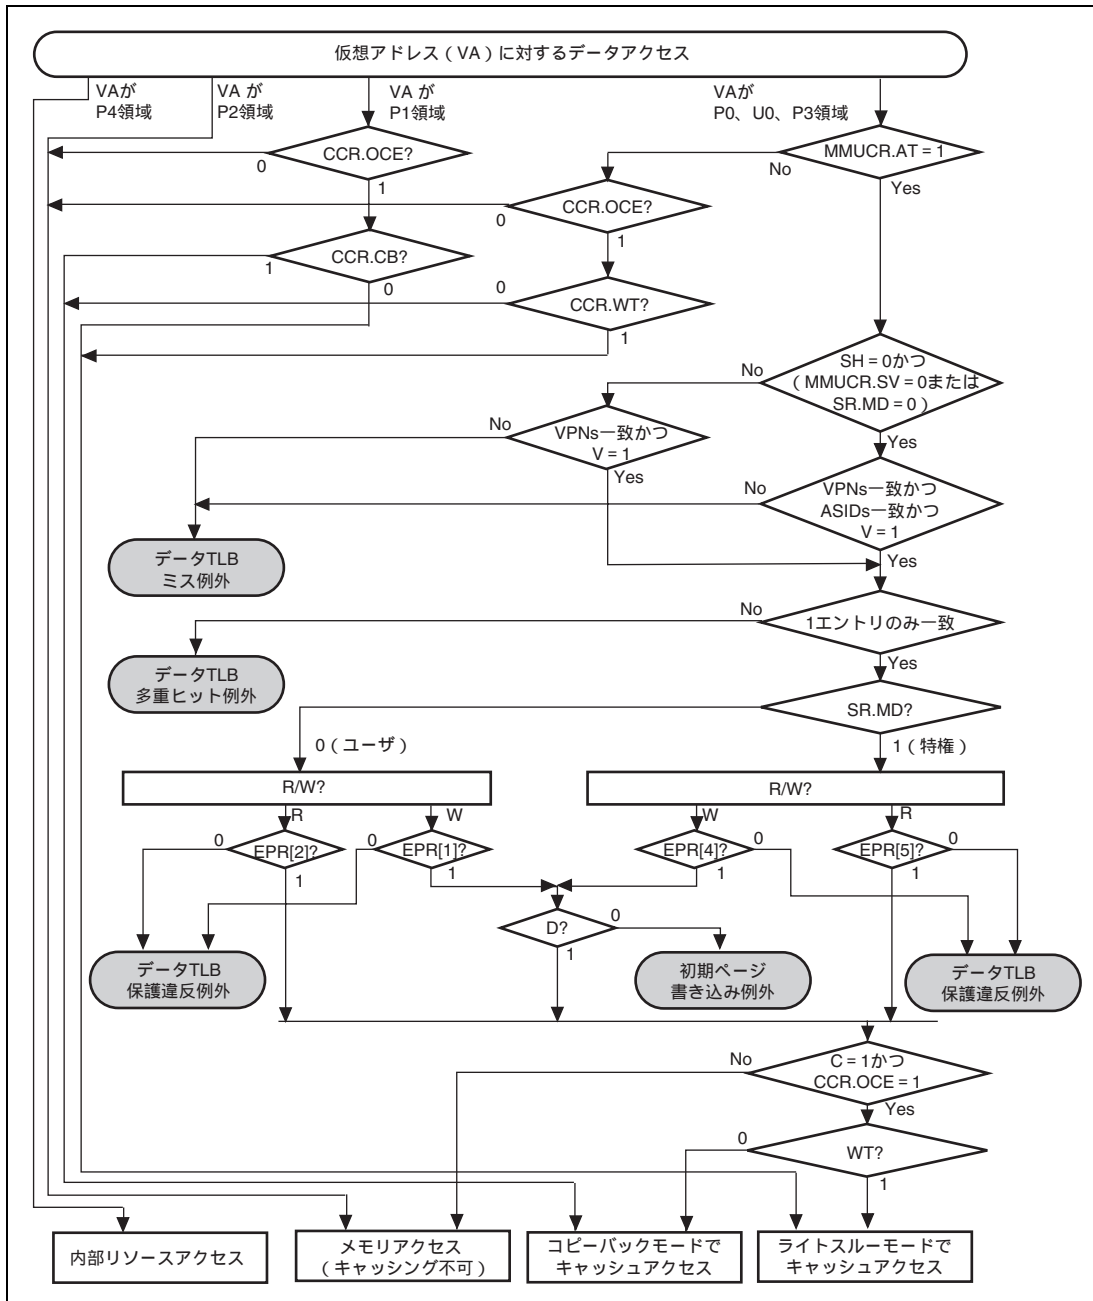 仮想アドレス(VA)に対するデータアクセス
VAが
P4領域
VA が
P2領域
VA が
P1領域
VAが
P0、U0、P3領域
CCR.OCE?
0
1
MMUCR.AT = 1
No
Yes
CCR.OCE?
0
1
CCR.CB?
1
0
CCR.WT?
0
1
SH = 0かつ
(MMUCR.SV = 0または
SR.MD = 0)
No
Yes
VPNs一致かつ
V = 1
No
Yes
VPNs一致かつ
ASIDs一致かつ
V = 1
No
Yes
データTLB
ミス例外
1エントリのみ一致
No
Yes
データTLB
多重ヒット例外
SR.MD?
0(ユーザ)
1(特権)
R/W?
R/W?
R
W
W
R
EPR[2]?
0
1
EPR[1]?
0
1
EPR[4]?
0
1
EPR[5]?
0
1
D?
0
1
データTLB
保護違反例外
初期ページ
書き込み例外
データTLB
保護違反例外
C = 1かつ
CCR.OCE = 1
No
Yes
WT?
0
1
内部リソースアクセス
メモリアクセス
(キャッシング不可)
コピーバックモードで
キャッシュアクセス
ライトスルーモードで
キャッシュアクセス